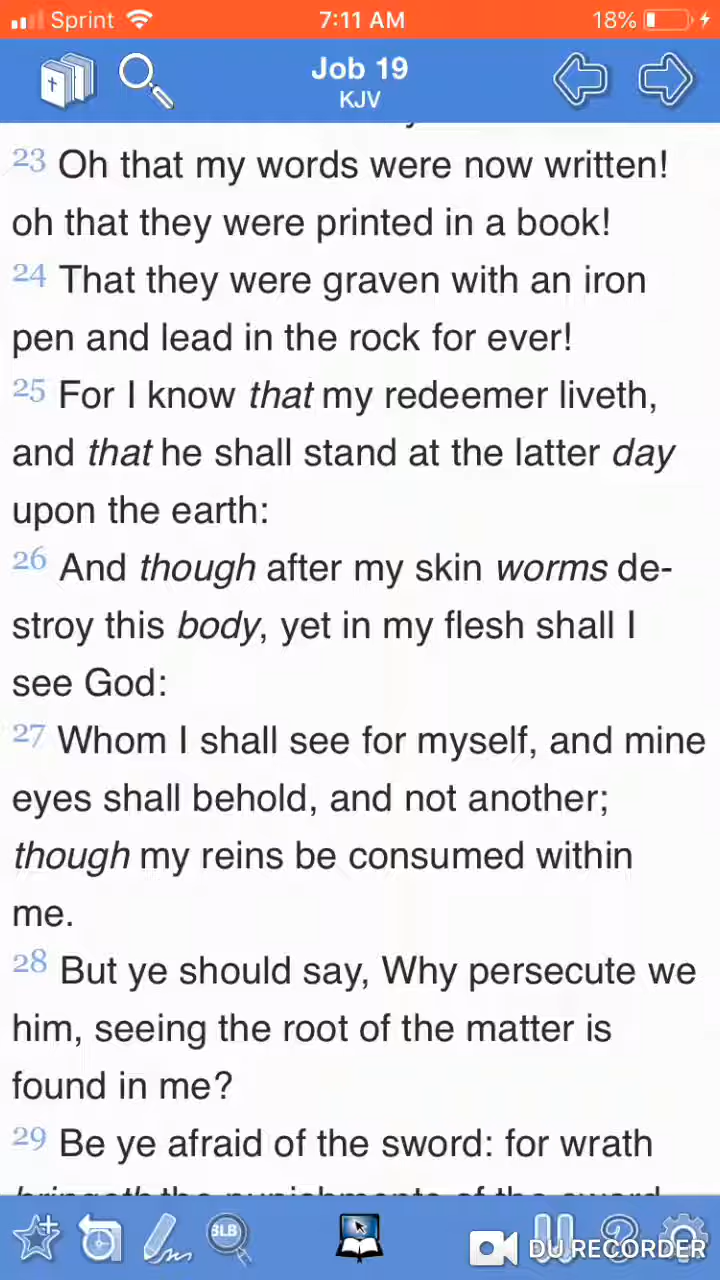 Sprint 7:11 AM 18%
Job 19
KJV
23 Oh that my words were now written!
oh that they were printed in a book!
24 That they were graven with an iron
pen and lead in the rock for ever!
25 For I know that my redeemer liveth,
and that he shall stand at the latter day
upon the earth:
26 And though after my skin worms de-
stroy this body, yet in my flesh shall I
see God:
27 Whom I shall see for myself, and mine
eyes shall behold, and not another;
though my reins be consumed within
me.
28 But ye should say, Why persecute we
him, seeing the root of the matter is
found in me?
29 Be ye afraid of the sword: for wrath
bringeth the punishments of the sword
BLB DU RECORDER